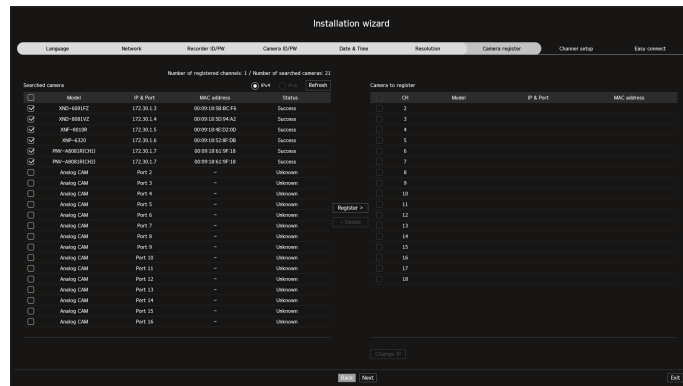 Installation wizard
Language Network Recorder ID/PW Camera ID/PW Date & Time Resolution Camera register Channel setup Easy connect
Number of registered channels: 1 / Number of searched cameras: 21
Searched camera IPv4 IPv6 Refresh Camera to register
Model IP & Port MAC address Status CH Model IP & Port MAC address
XND-6081FZ 172.30.1.3 00:09:18:5B:BC:F6 Success 2
XND-6081VZ 172.30.1.4 00:09:18:5D:94:A2 Success 3
XNF-8010R 172.30.1.5 00:09:18:4E:D2:0D Success 4
XNP-6320 172.30.1.6 00:09:18:52:8F:DB Success 5
PNV-A8081R(CH1) 172.30.1.7 00:09:18:61:9F:18 Success 6
PNV-A8081R(CH2) 172.30.1.7 00:09:18:61:9F:18 Success 7
Analog CAM Port 2 - Unknown 8
Analog CAM Port 3 - Unknown 9
Analog CAM Port 4 - Unknown 10
Analog CAM Port 5 - Unknown 11
Analog CAM Port 6 - Unknown 12
Register >
Analog CAM Port 7 - Unknown 13
< Delete
Analog CAM Port 8 - Unknown 14
Analog CAM Port 9 - Unknown 15
Analog CAM Port 10 - Unknown 16
Analog CAM Port 11 - Unknown 17
Analog CAM Port 12 - Unknown 18
Analog CAM Port 13 - Unknown
Analog CAM Port 14 - Unknown
Analog CAM Port 15 - Unknown
Analog CAM Port 16 - Unknown
Change IP
Back Next Exit